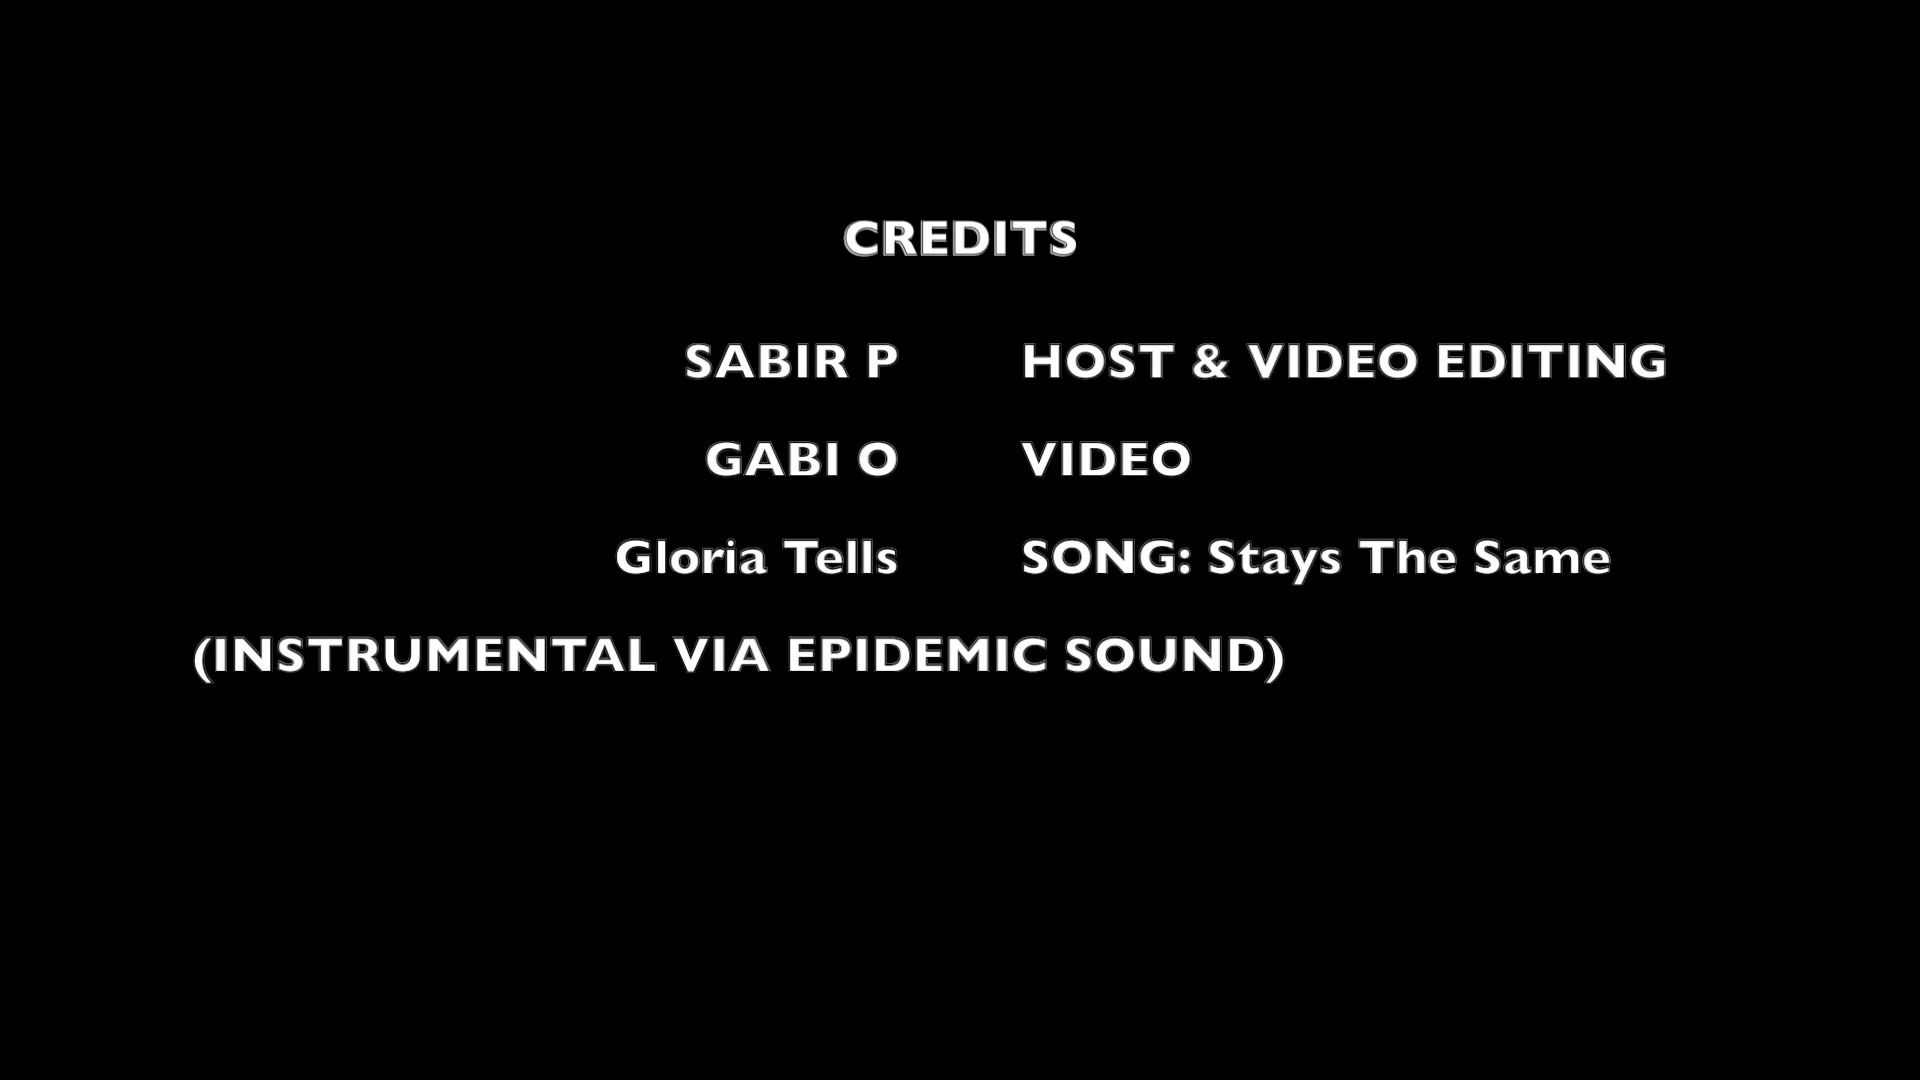 CREDITS
SABIR P HOST & VIDEO EDITING
GABI O VIDEO
Gloria Tells SONG: Stays The Same
(INSTRUMENTAL VIA EPIDEMIC SOUND)